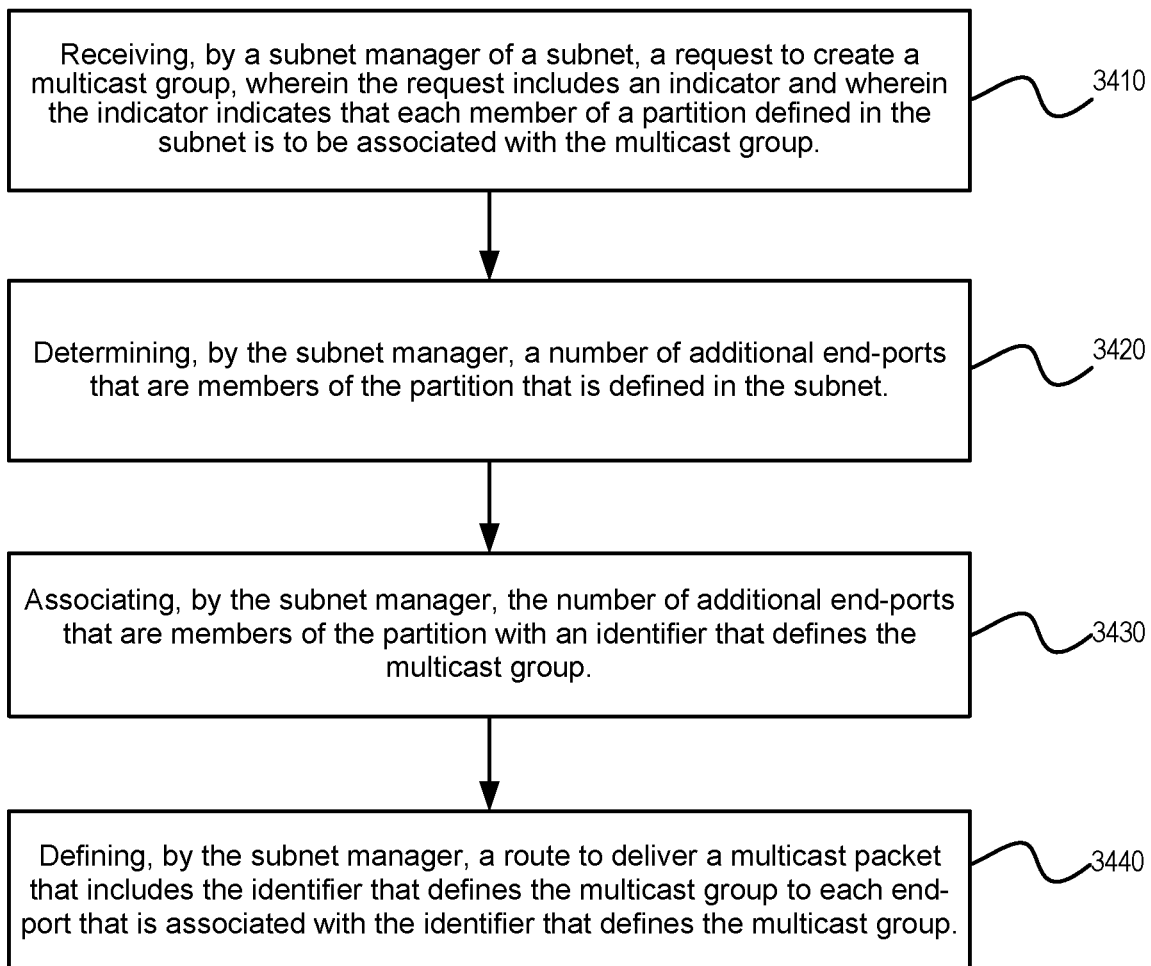 Receiving, by a subnet manager of a subnet, a request to create a
multicast group, wherein the request includes an indicator and wherein
the indicator indicates that each member of a partition defined in the
subnet is to be associated with the multicast group.
3410
Determining, by the subnet manager, a number of additional end-ports
that are members of the partition that is defined in the subnet.
3420
Associating, by the subnet manager, the number of additional end-ports
that are members of the partition with an identifier that defines the
multicast group.
3430
Defining, by the subnet manager, a route to deliver a multicast packet
that includes the identifier that defines the multicast group to each end-
port that is associated with the identifier that defines the multicast group.
3440